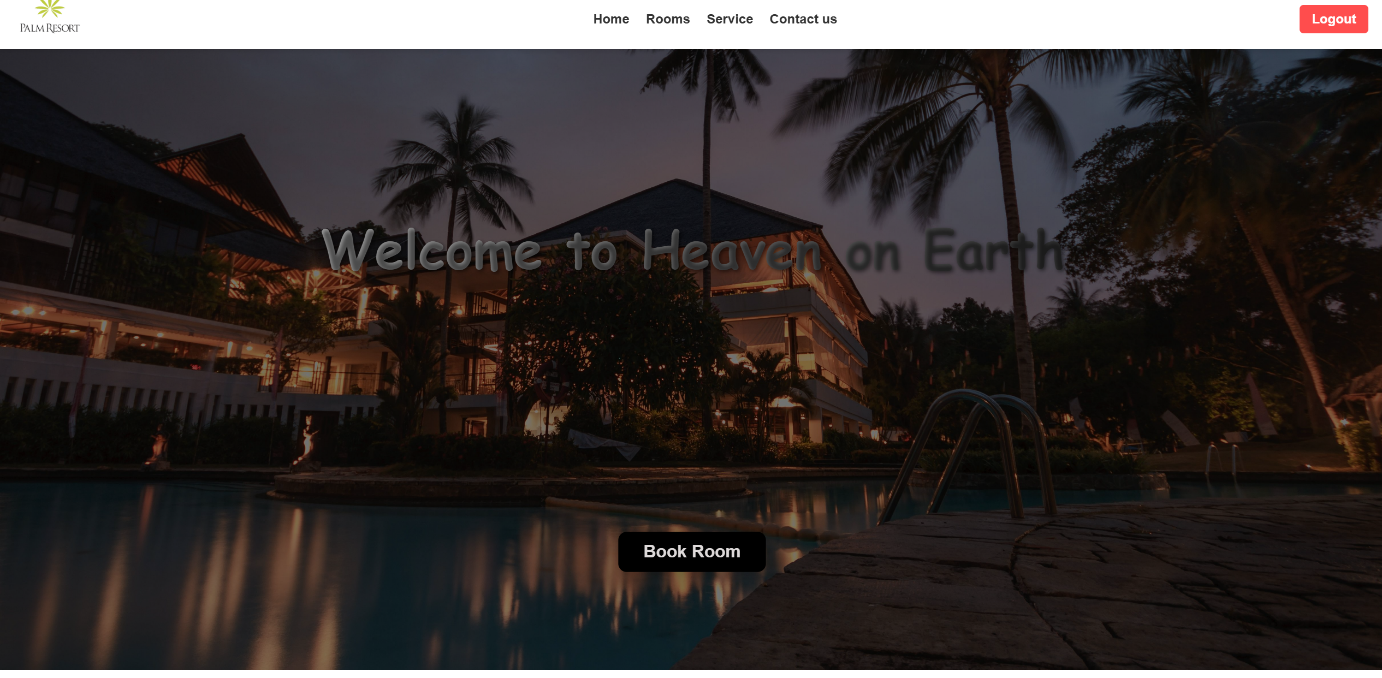 PALM RESORT
Home Rooms Service Contact us
Logout
Welcome to Heaven on Earth
Book Room